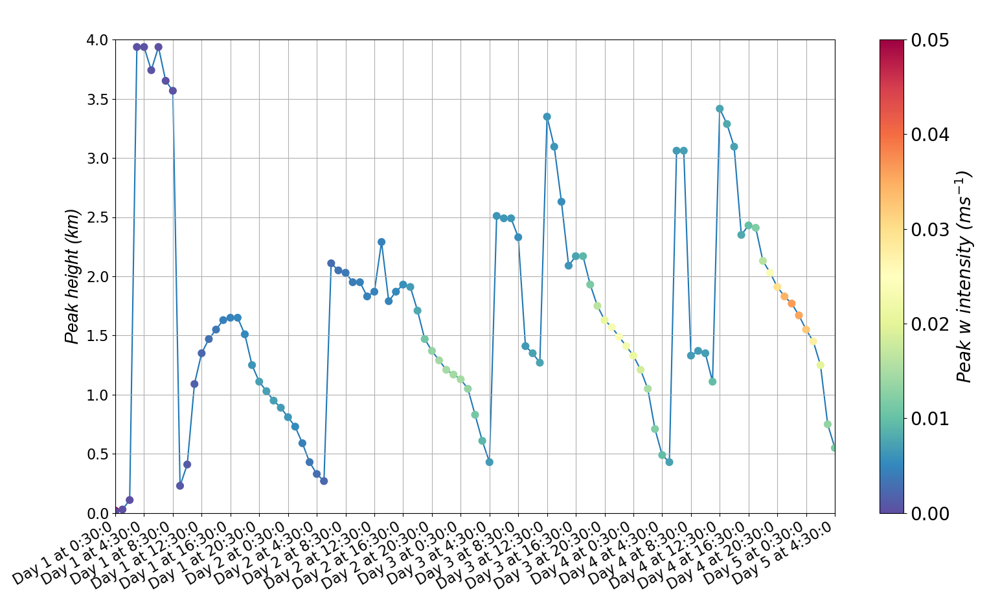 4.0
3.5
3.0
2.5
2.0
1.5
1.0
0.5
0.0
Peak height (km)
Day 1 at 0:30:0
Day 1 at 4:30:0
Day 1 at 8:30:0
Day 1 at 12:30:0
Day 1 at 16:30:0
Day 1 at 20:30:0
Day 2 at 0:30:0
Day 2 at 4:30:0
Day 2 at 8:30:0
Day 2 at 12:30:0
Day 2 at 16:30:0
Day 2 at 20:30:0
Day 3 at 0:30:0
Day 3 at 4:30:0
Day 3 at 8:30:0
Day 3 at 12:30:0
Day 3 at 16:30:0
Day 3 at 20:30:0
Day 4 at 0:30:0
Day 4 at 4:30:0
Day 4 at 8:30:0
Day 4 at 12:30:0
Day 4 at 16:30:0
Day 4 at 20:30:0
Day 5 at 0:30:0
Day 5 at 4:30:0
0.05
0.04
0.03
0.02
0.01
0.00
Peak w intensity (ms⁻¹)